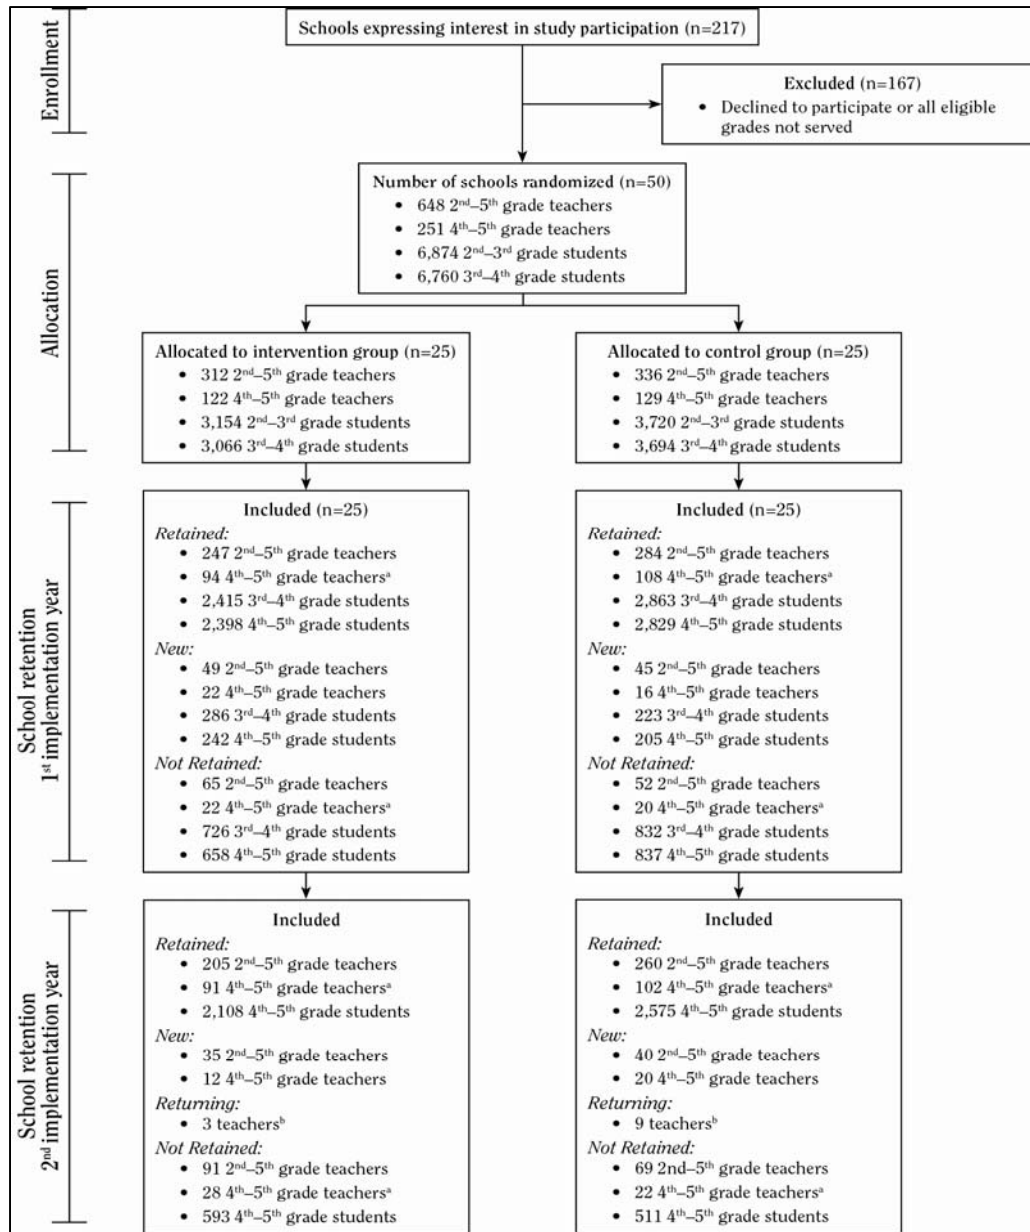 Enrollment
Schools expressing interest in study participation (n=217)
Excluded (n=167)
• Declined to participate or all eligible
grades not served
Allocation
Number of schools randomized (n=50)
• 648 2nd–5th grade teachers
• 251 4th–5th grade teachers
• 6,874 2nd–3rd grade students
• 6,760 3rd–4th grade students
Allocated to intervention group (n=25)
• 312 2nd–5th grade teachers
• 122 4th–5th grade teachers
• 3,154 2nd–3rd grade students
• 3,066 3rd–4th grade students
Allocated to control group (n=25)
• 336 2nd–5th grade teachers
• 129 4th–5th grade teachers
• 3,720 2nd–3rd grade students
• 3,694 3rd–4th grade students
School retention
1st implementation year
Included (n=25)
Retained:
• 247 2nd–5th grade teachers
• 94 4th–5th grade teachersa
• 2,415 3rd–4th grade students
• 2,398 4th–5th grade students
New:
• 49 2nd–5th grade teachers
• 22 4th–5th grade teachers
• 286 3rd–4th grade students
• 242 4th–5th grade students
Not Retained:
• 65 2nd–5th grade teachers
• 22 4th–5th grade teachersa
• 726 3rd–4th grade students
• 658 4th–5th grade students
Included (n=25)
Retained:
• 284 2nd–5th grade teachers
• 108 4th–5th grade teachersa
• 2,863 3rd–4th grade students
• 2,829 4th–5th grade students
New:
• 45 2nd–5th grade teachers
• 16 4th–5th grade teachers
• 223 3rd–4th grade students
• 205 4th–5th grade students
Not Retained:
• 52 2nd–5th grade teachers
• 20 4th–5th grade teachersa
• 832 3rd–4th grade students
• 837 4th–5th grade students
School retention
2nd implementation year
Included
Retained:
• 205 2nd–5th grade teachers
• 91 4th–5th grade teachersa
• 2,108 4th–5th grade students
New:
• 35 2nd–5th grade teachers
• 12 4th–5th grade teachers
Returning:
• 3 teachersb
Not Retained:
• 91 2nd–5th grade teachers
• 28 4th–5th grade teachersa
• 593 4th–5th grade students
Included
Retained:
• 260 2nd–5th grade teachers
• 102 4th–5th grade teachersa
• 2,575 4th–5th grade students
New:
• 40 2nd–5th grade teachers
• 20 4th–5th grade teachers
Returning:
• 9 teachersb
Not Retained:
• 69 2nd–5th grade teachers
• 22 4th–5th grade teachersa
• 511 4th–5th grade students